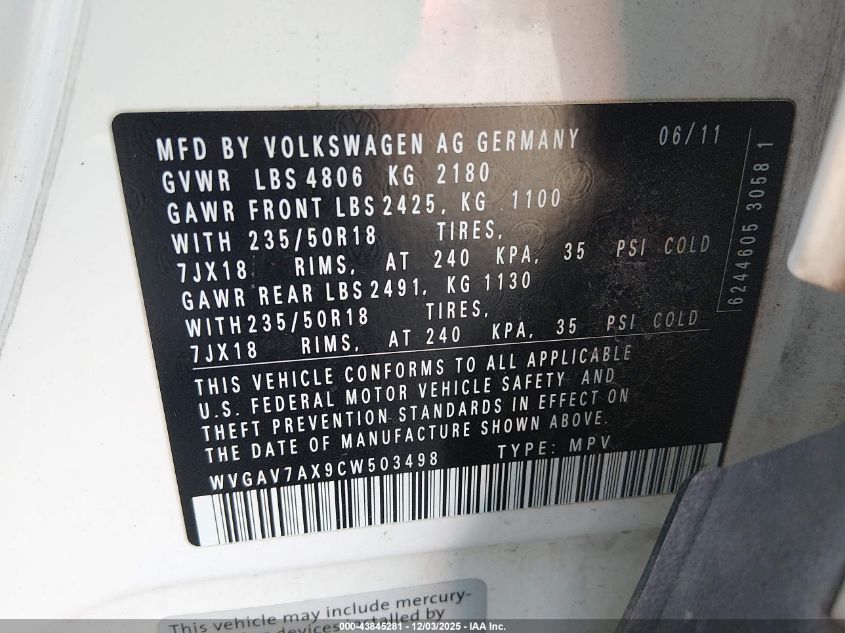 MFD BY VOLKSWAGEN AG GERMANY 06/11
GVWR LBS 4806 KG 2180
GAWR FRONT LBS 2425, KG 1100
WITH 235/50R18 TIRES,
7JX18 RIMS, AT 240 KPA, 35 PSI COLD
GAWR REAR LBS 2491, KG 1130
WITH 235/50R18 TIRES,
7JX18 RIMS, AT 240 KPA, 35 PSI COLD
THIS VEHICLE CONFORMS TO ALL APPLICABLE
U.S. FEDERAL MOTOR VEHICLE SAFETY AND
THEFT PREVENTION STANDARDS IN EFFECT ON
THE DATE OF MANUFACTURE SHOWN ABOVE.
WVGAV7AX9CW503498 TYPE: MPV
6244605 3058 1
This vehicle may include mercury-
devices installed by
000-43845281 - 12/03/2025 - IAA Inc.